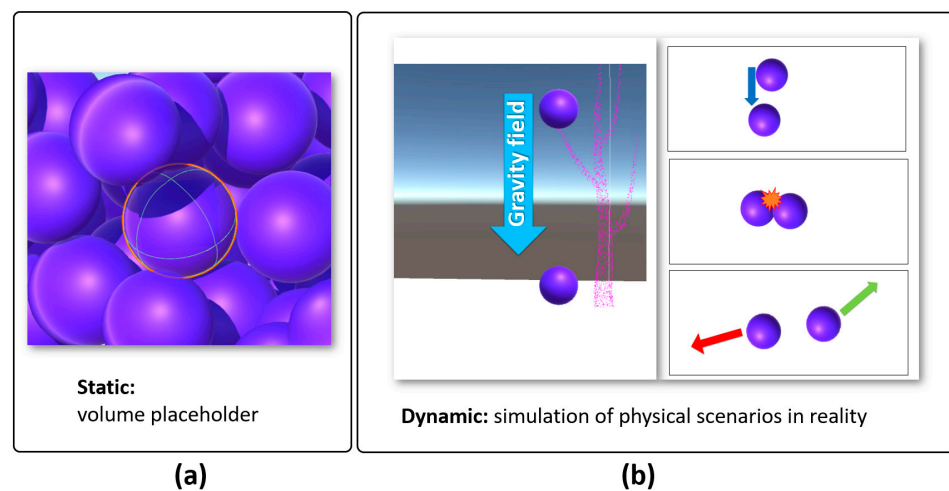 Static:
volume placeholder
(a)
Gravity field
Dynamic: simulation of physical scenarios in reality
(b)